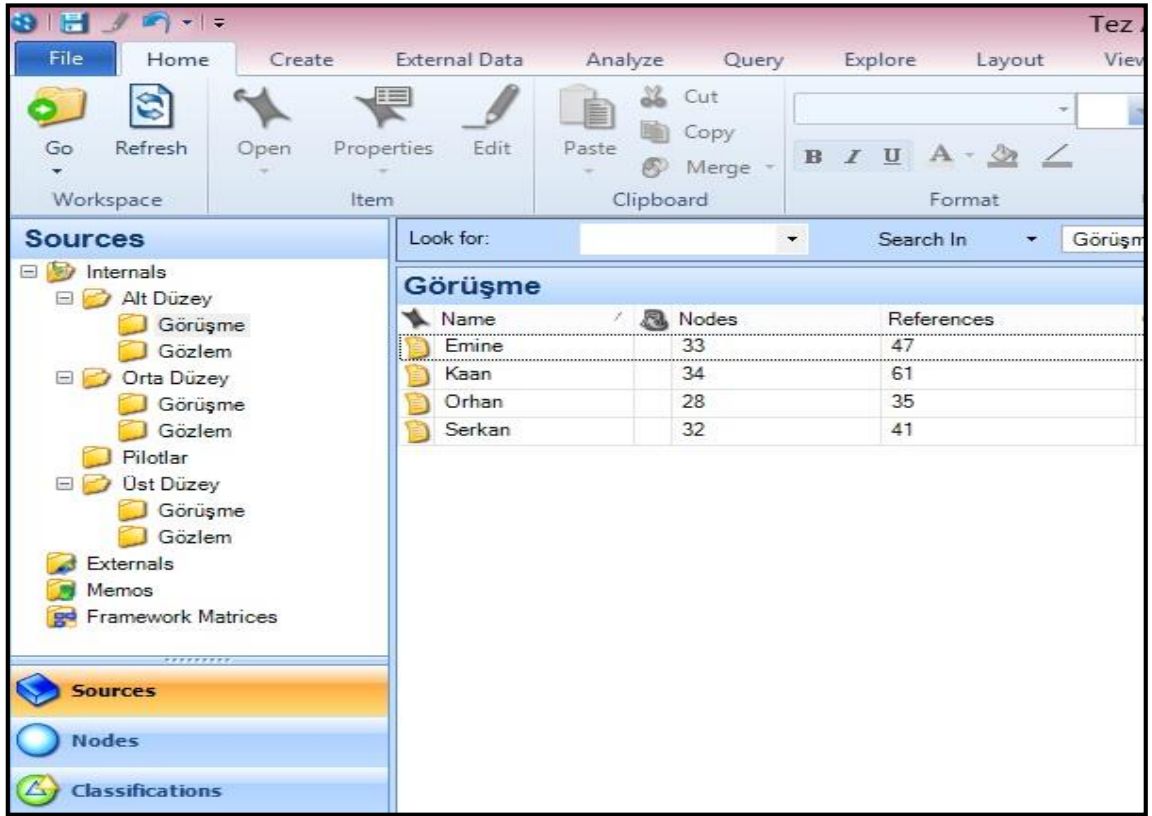 Tez
File Home Create External Data Analyze Query Explore Layout View
Cut
Copy
Go Refresh Open Properties Edit Paste Merge
B I U A
Workspace Item Clipboard Format
Sources
Look for: Search In Görüşm
Internals
Alt Düzey
Görüşme
Gözlem
Orta Düzey
Görüşme
Gözlem
Pilotlar
Üst Düzey
Görüşme
Gözlem
Externals
Memos
Framework Matrices
Görüşme
Name Nodes References
Emine 33 47
Kaan 34 61
Orhan 28 35
Serkan 32 41
Sources
Nodes
Classifications